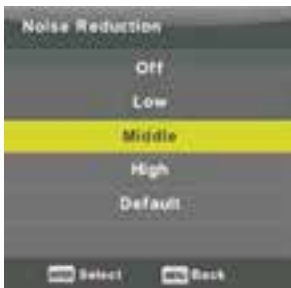 Noise Reduction
Off
Low
Middle
High
Default
Select Back